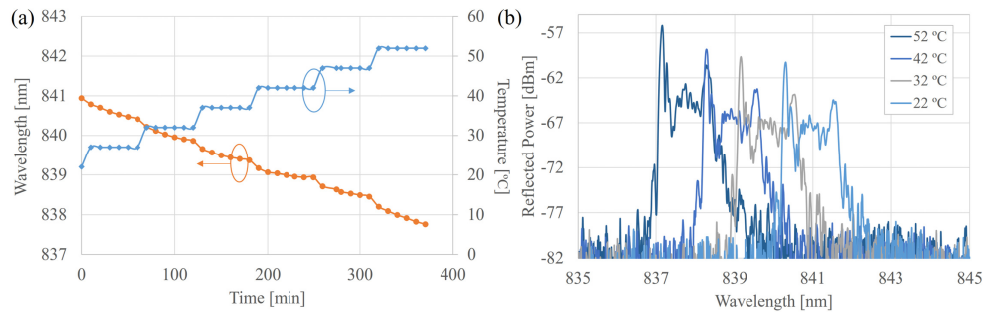 (a)
Wavelength [nm]
843
842
841
840
839
838
837
0
100
200
300
400
Time [min]
60
50
40
30
20
10
0
Temperature [ºC]
(b)
Reflected Power [dBm]
-57
-62
-67
-72
-77
-82
835
837
839
841
843
845
Wavelength [nm]
52 ºC
42 ºC
32 ºC
22 ºC